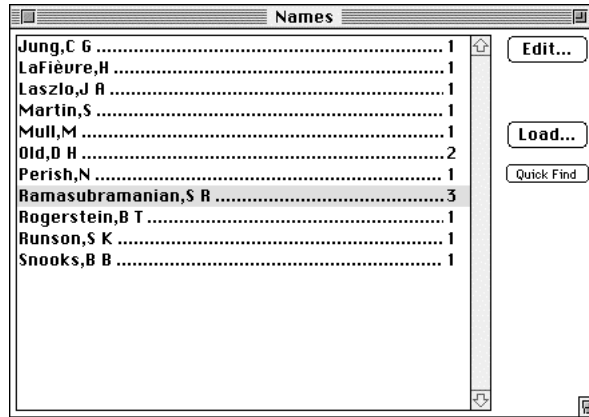 Names
Jung,C G ........................................................ 1
LaFièvre,H ........................................................ 1
Laszlo,J A ........................................................ 1
Martin,S ........................................................ 1
Mull,M ........................................................ 1
Old,D H ........................................................ 2
Perish,N ........................................................ 1
Ramasubramanian,S R ........................................ 3
Rogerstein,B T ................................................ 1
Runson,S K ........................................................ 1
Snooks,B B ........................................................ 1
Edit...
Load...
Quick Find